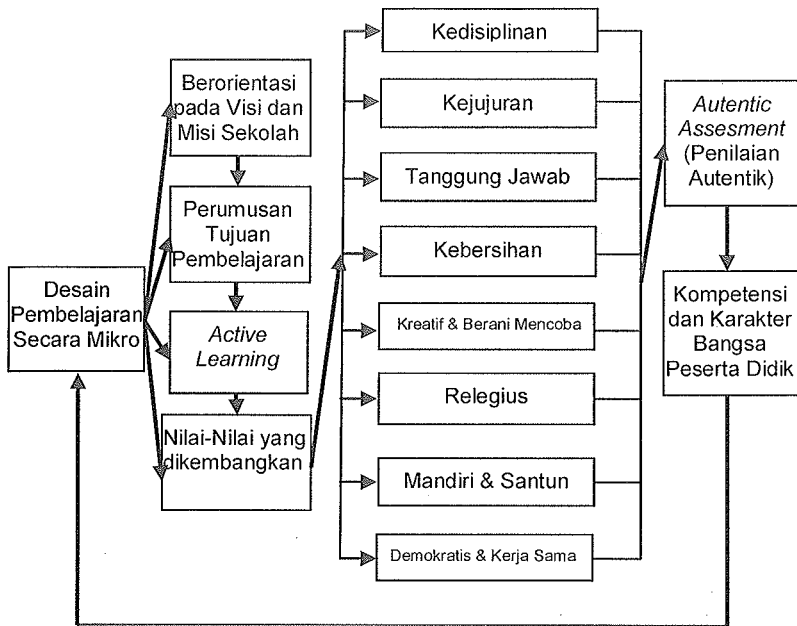 Desain
Pembelajaran
Secara Mikro
Berorientasi
pada Visi dan
Misi Sekolah
Perumusan
Tujuan
Pembelajaran
Active
Learning
Nilai-Nilai yang
dikembangkan
Kedisiplinan
Kejujuran
Tanggung Jawab
Kebersihan
Kreatif & Berani Mencoba
Relegius
Mandiri & Santun
Demokratis & Kerja Sama
Autentic
Assesment
(Penilaian
Autentik)
Kompetensi
dan Karakter
Bangsa
Peserta Didik